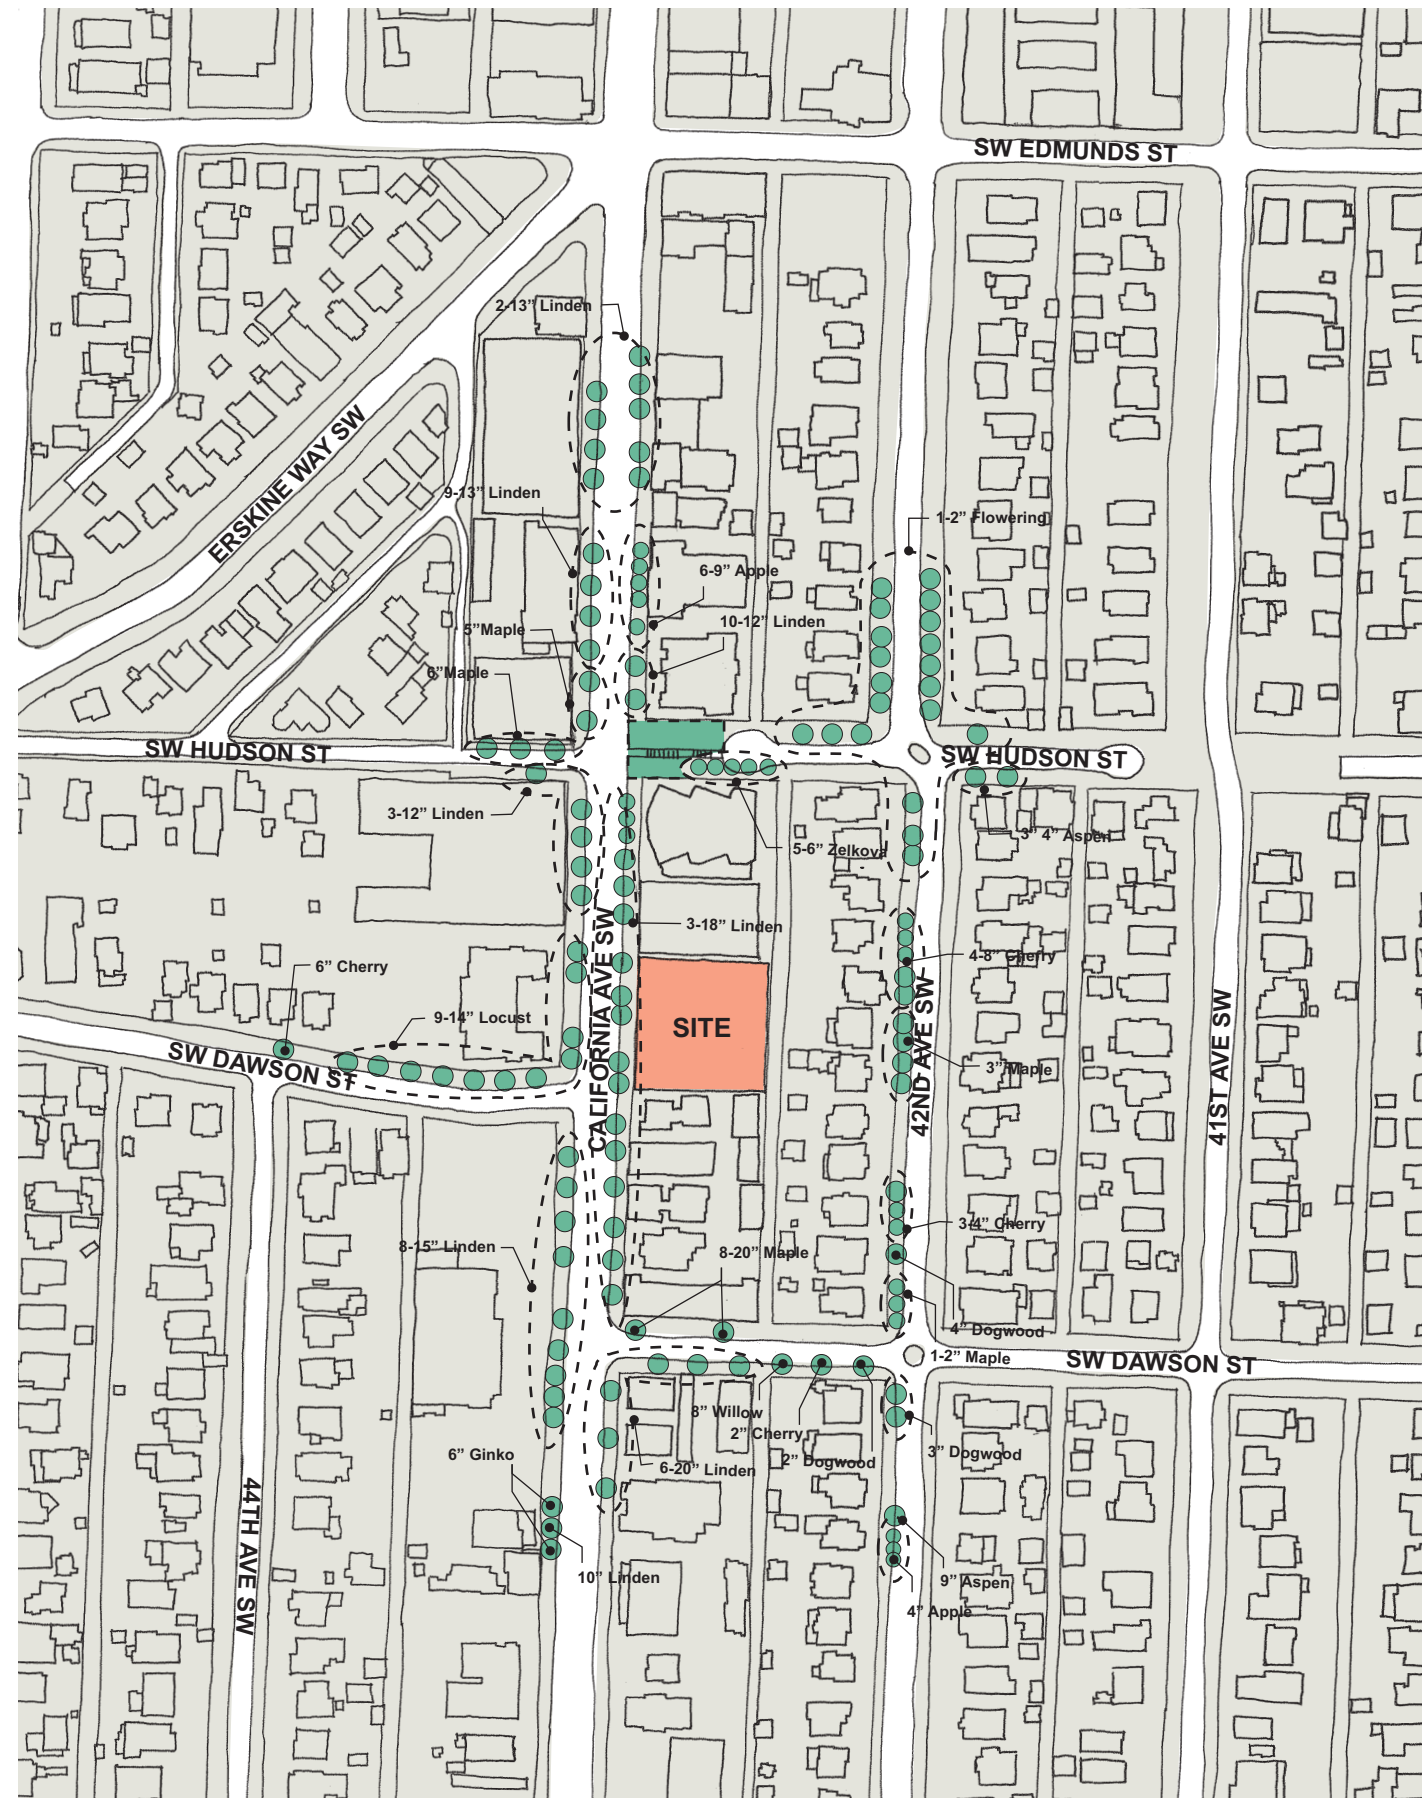 SW EDMUNDS ST
2-13” Linden
ERSKINE WAY SW
9-13” Linden
1-2” Flowering
6-9” Apple
10-12” Linden
5”Maple
6”Maple
SW HUDSON ST
SW HUDSON ST
3-12” Linden
3” 4” Aspen
5-6” Zelkova
3-18” Linden
CALIFORNIA AVE SW
4-8” Cherry
6” Cherry
9-14” Locust
SITE
42ND AVE SW
41ST AVE SW
SW DAWSON ST
3” Maple
3-4” Cherry
8-15” Linden
8-20” Maple
4” Dogwood
1-2” Maple
SW DAWSON ST
8” Willow
2” Cherry
2” Dogwood
3” Dogwood
6” Ginko
6-20” Linden
44TH AVE SW
10” Linden
9” Aspen
4” Apple